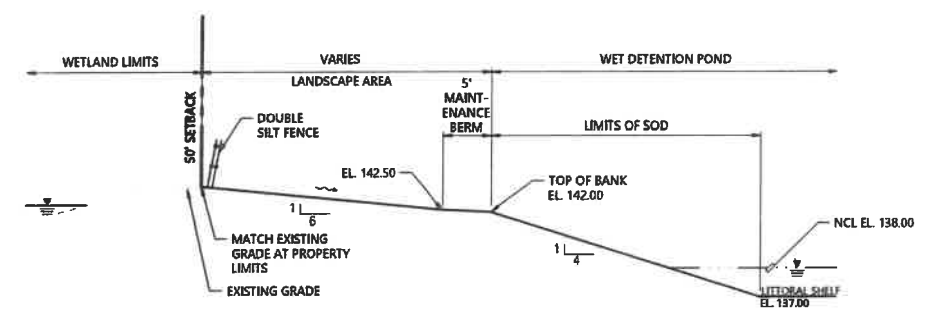 WETLAND LIMITS
VARIES
WET DETENTION POND
LANDSCAPE AREA
5'
MAINT-
ENANCE
BERM
LIMITS OF SOD
50' SETBACK
DOUBLE
SILT FENCE
EL. 142.50
TOP OF BANK
EL. 142.00
NCL EL. 138.00
1
6
1
4
MATCH EXISTING
GRADE AT PROPERTY
LIMITS
EXISTING GRADE
LITTORAL SHELF
EL. 137.00